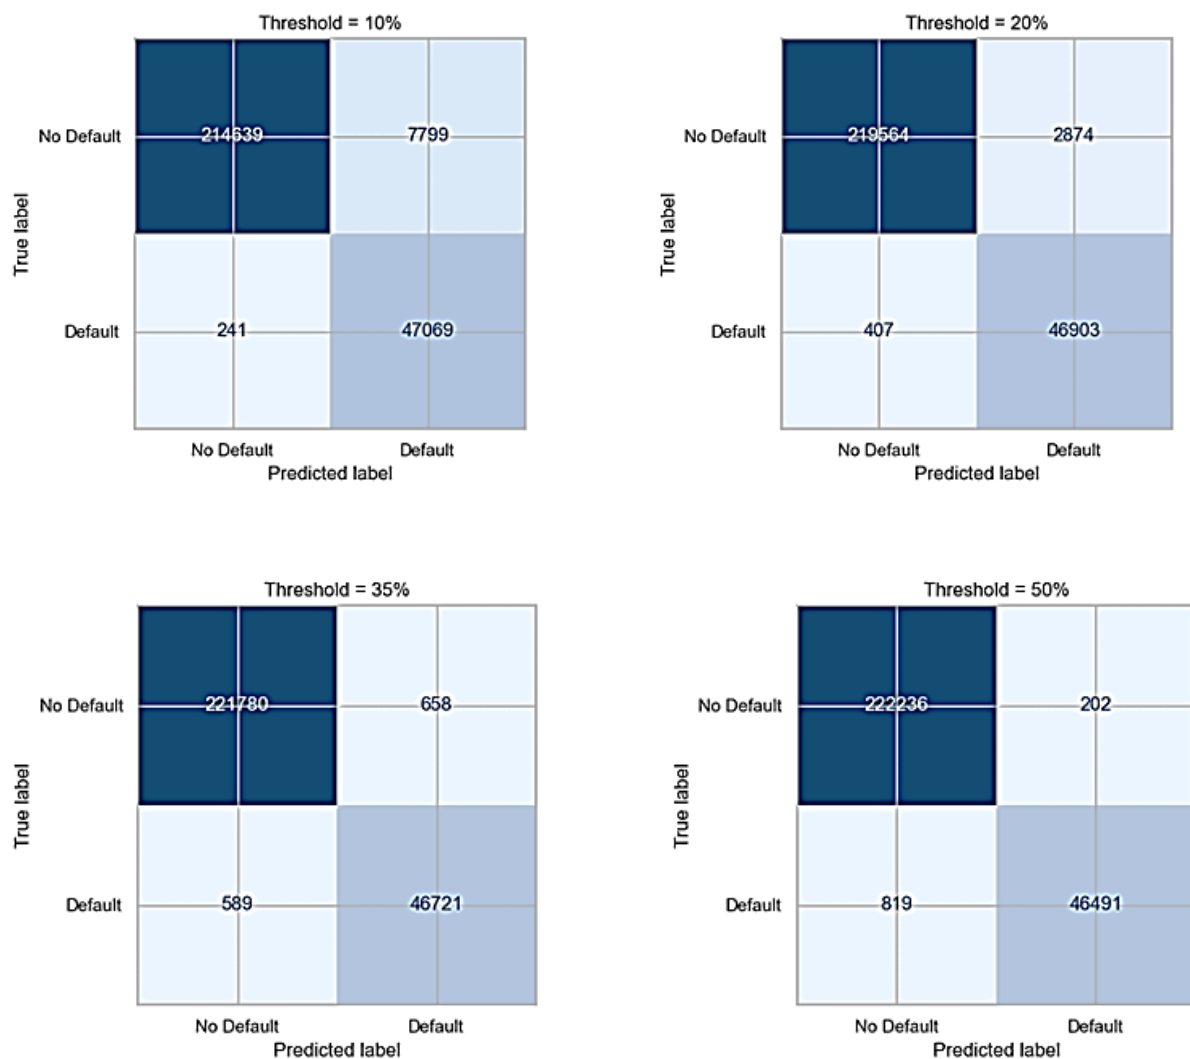 Threshold = 10%
True label
No Default
214639
7799
Default
241
47069
No Default
Default
Predicted label
Threshold = 20%
True label
No Default
219564
2874
Default
407
46903
No Default
Default
Predicted label
Threshold = 35%
True label
No Default
221780
658
Default
589
46721
No Default
Default
Predicted label
Threshold = 50%
True label
No Default
222236
202
Default
819
46491
No Default
Default
Predicted label